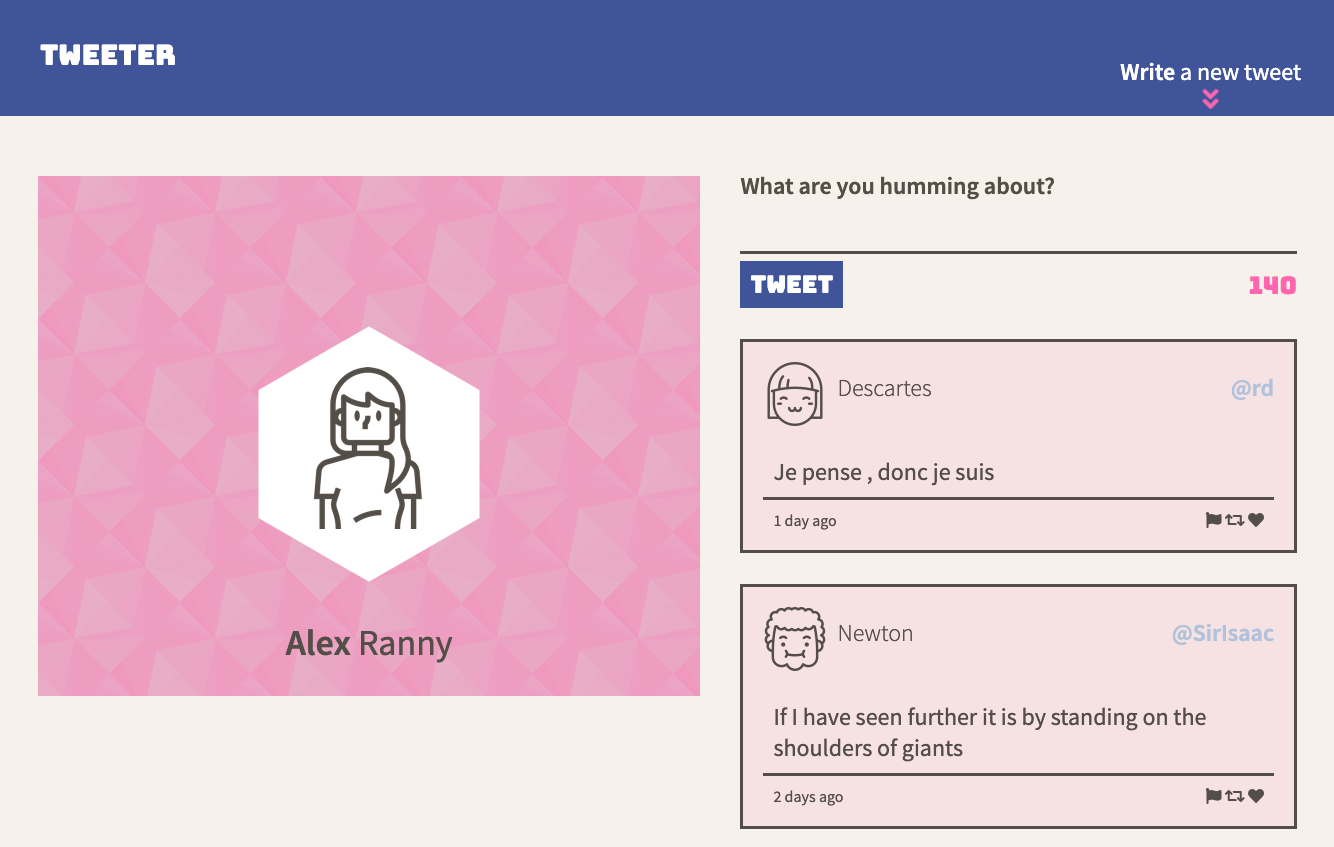 TWEETER
Write a new tweet
Alex Ranny
What are you humming about?
TWEET
140
Descartes
@rd
Je pense , donc je suis
1 day ago
Newton
@SirIsaac
If I have seen further it is by standing on the
shoulders of giants
2 days ago